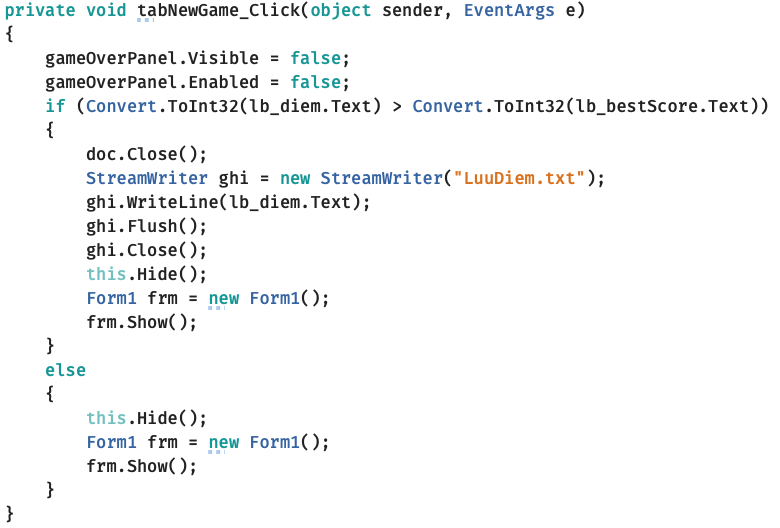 private void tabNewGame_Click(object sender, EventArgs e)
{
    gameOverPanel.Visible = false;
    gameOverPanel.Enabled = false;
    if (Convert.ToInt32(lb_diem.Text) > Convert.ToInt32(lb_bestScore.Text))
    {
        doc.Close();
        StreamWriter ghi = new StreamWriter("LuuDiem.txt");
        ghi.WriteLine(lb_diem.Text);
        ghi.Flush();
        ghi.Close();
        this.Hide();
        Form1 frm = new Form1();
        frm.Show();
    }
    else
    {
        this.Hide();
        Form1 frm = new Form1();
        frm.Show();
    }
}